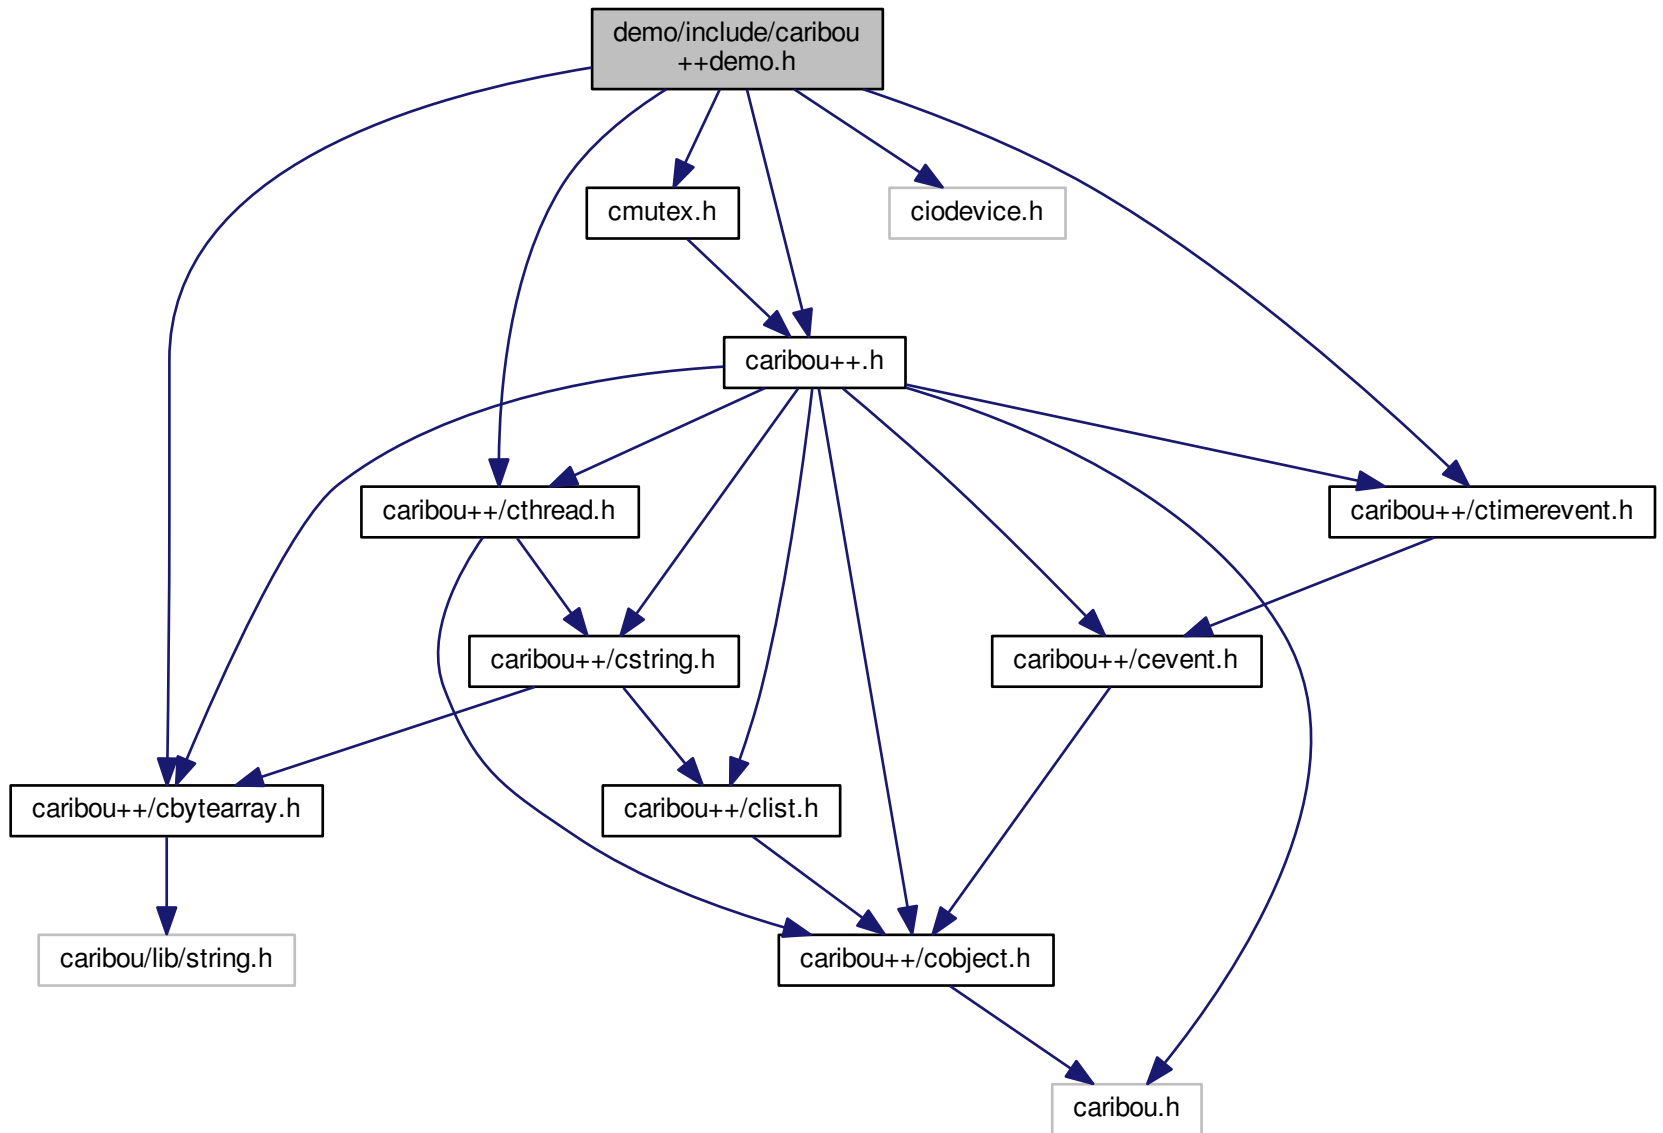 demo/include/caribou
++demo.h
cmutex.h
ciodevice.h
caribou++.h
caribou++/cthread.h
caribou++/ctimerevent.h
caribou++/cstring.h
caribou++/cevent.h
caribou++/cbytearray.h
caribou++/clist.h
caribou/lib/string.h
caribou++/cobject.h
caribou.h